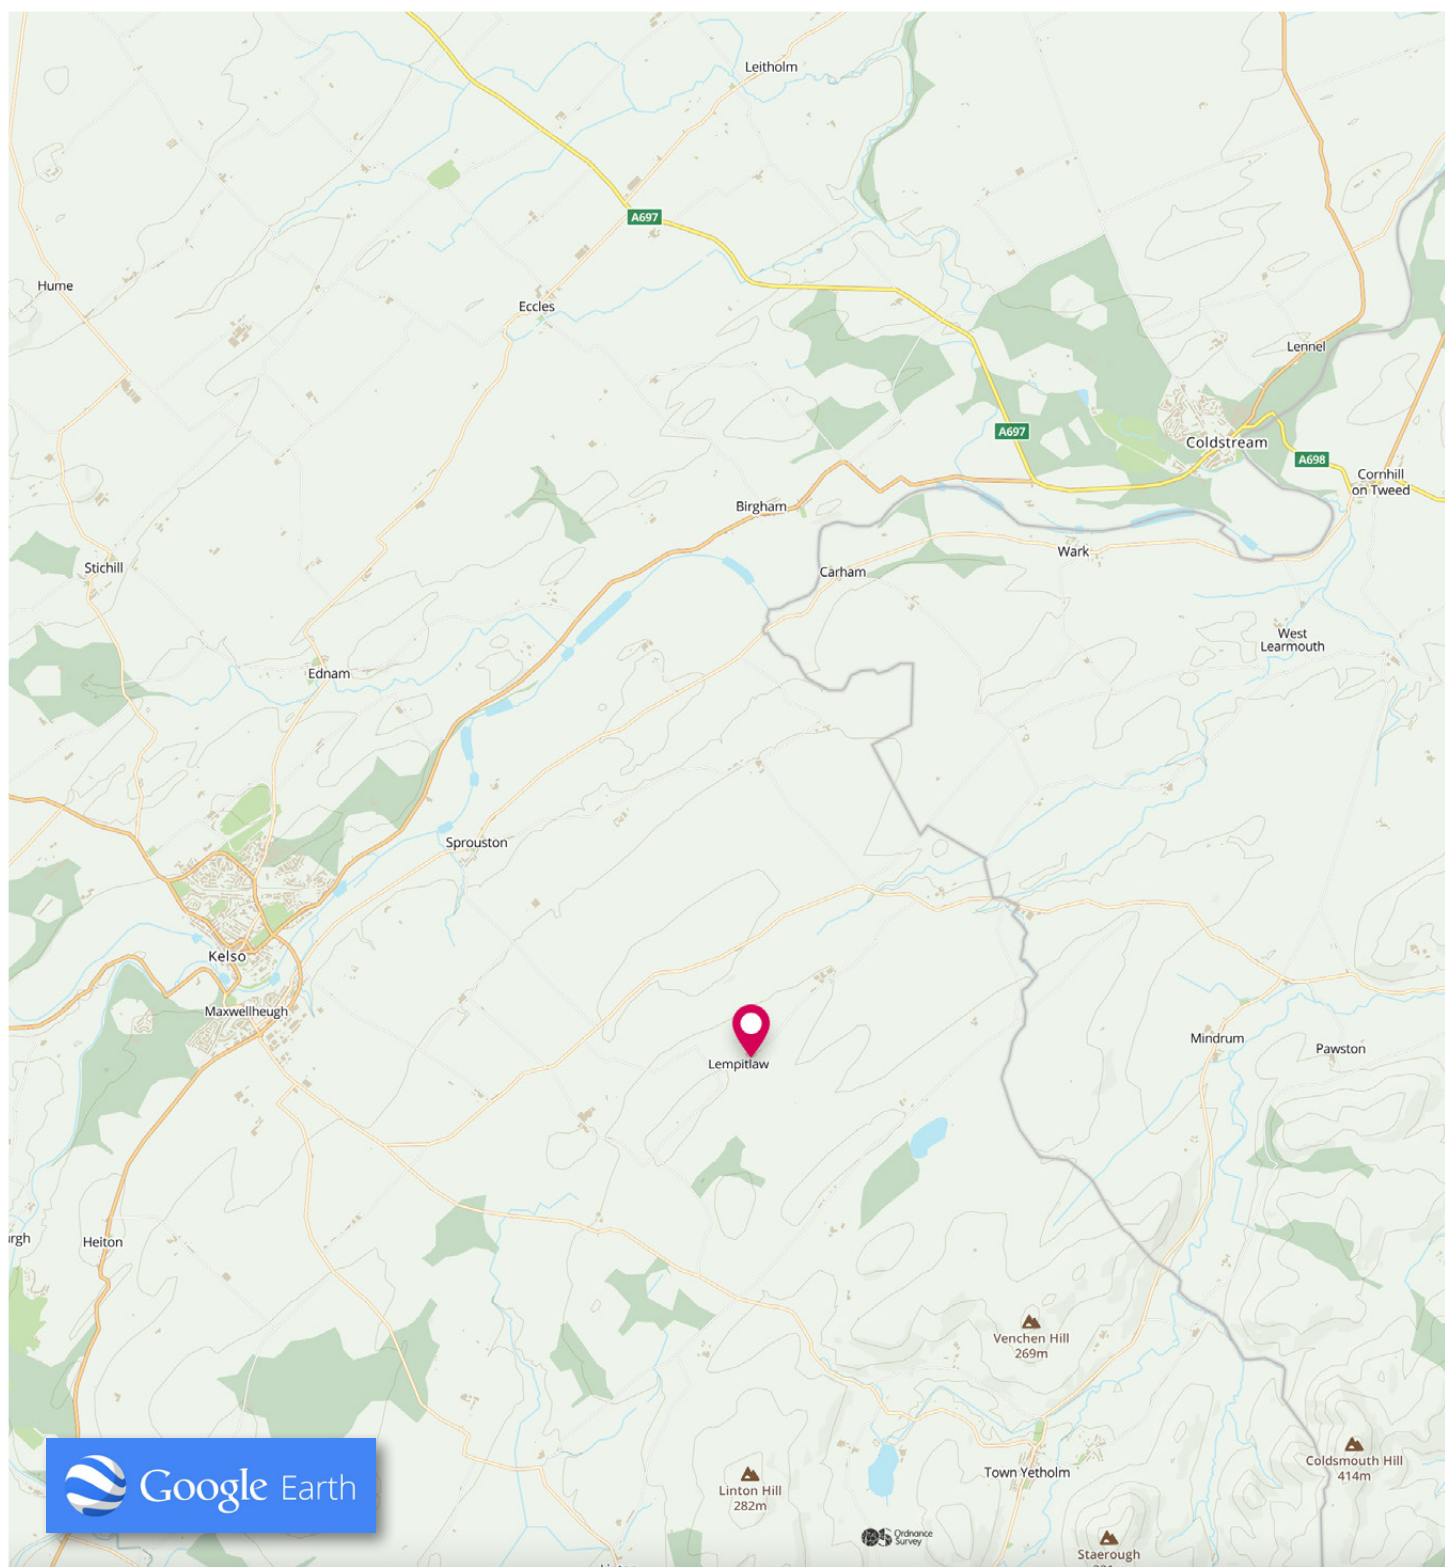 Leitholm
A697
Hume
Eccles
Lennel
A697
Coldstream
A698
Cornhill
on Tweed
Birgham
Wark
Stichill
Carham
West
Learmouth
Ednam
Sprouston
Kelso
Maxwellheugh
Mindrum
Pawston
Lempitlaw
Heiton
Venchen Hill
269m
Coldsmouth Hill
414m
Town Yetholm
Linton Hill
282m
Google Earth
OS Ordnance
Survey
Staerough